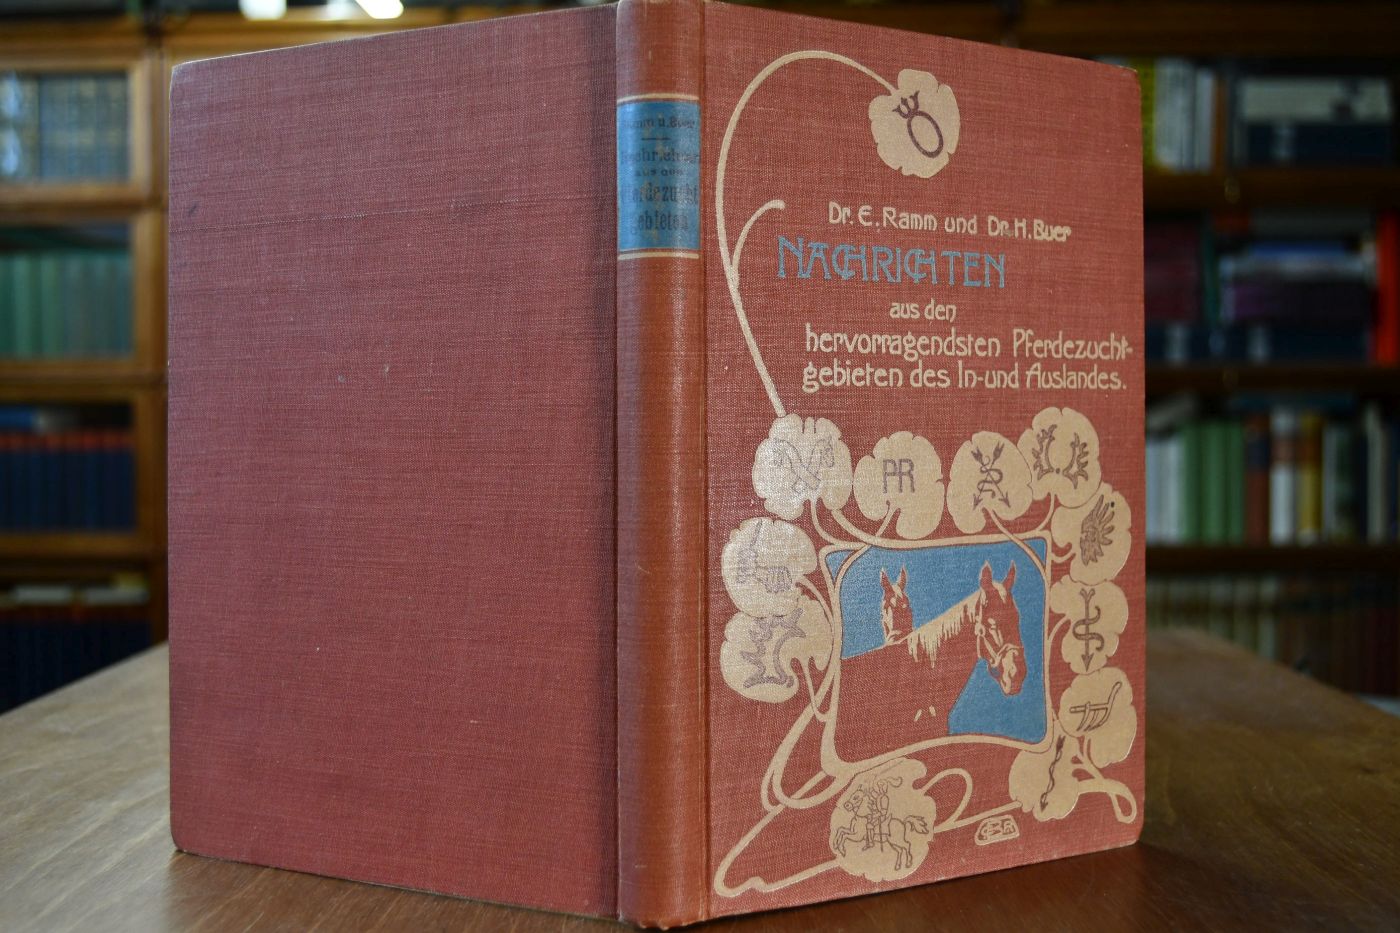 Dr. E. Ramm und Dr. H. Buer
NACHRICHTEN
aus den
hervorragendsten Pferdezucht-
gebieten des In- und Auslandes.
PR
Ramm u. Buer
Nachrichten
aus den
Pferdezucht
gebieten